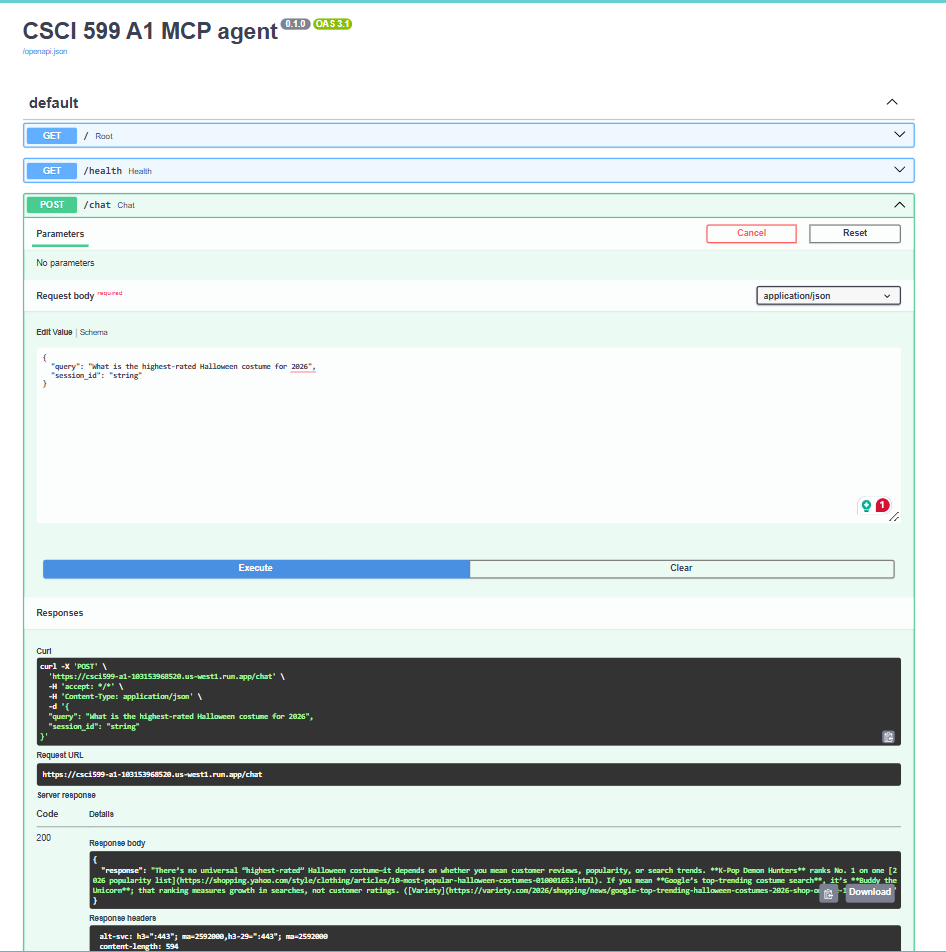 CSCI 599 A1 MCP agent 0.1.0 OAS 3.1
/openapi.json
default
GET / Root
GET /health Health
POST /chat Chat
Parameters
Cancel
Reset
No parameters
Request body required
application/json
Edit Value | Schema
{
"query": "What is the highest-rated Halloween costume for 2026",
"session_id": "string"
}
1
Execute
Clear
Responses
Curl
curl -X 'POST' \
'https://csci599-a1-103153968520.us-west1.run.app/chat' \
-H 'accept: */*' \
-H 'Content-Type: application/json' \
-d '{
"query": "What is the highest-rated Halloween costume for 2026",
"session_id": "string"
}'
Request URL
https://csci599-a1-103153968520.us-west1.run.app/chat
Server response
Code Details
200
Response body
{
"response": "There's no universal “highest-rated” Halloween costume—it depends on whether you mean customer reviews, popularity, or search trends. **K-Pop Demon Hunters** ranks No. 1 on one [2
026 popularity list](https://shopping.yahoo.com/style/clothing/articles/10-most-popular-halloween-costumes-010001653.html). If you mean **Google's top-trending costume search**, it's **Buddy the
Unicorn**; that ranking measures growth in searches, not customer ratings. ([Variety](https://variety.com/2026/shopping/news/google-top-trending-halloween-costumes-2026-shop-on
}
Download
Response headers
alt-svc: h3=":443"; ma=2592000,h3-29=":443"; ma=2592000
content-length: 594